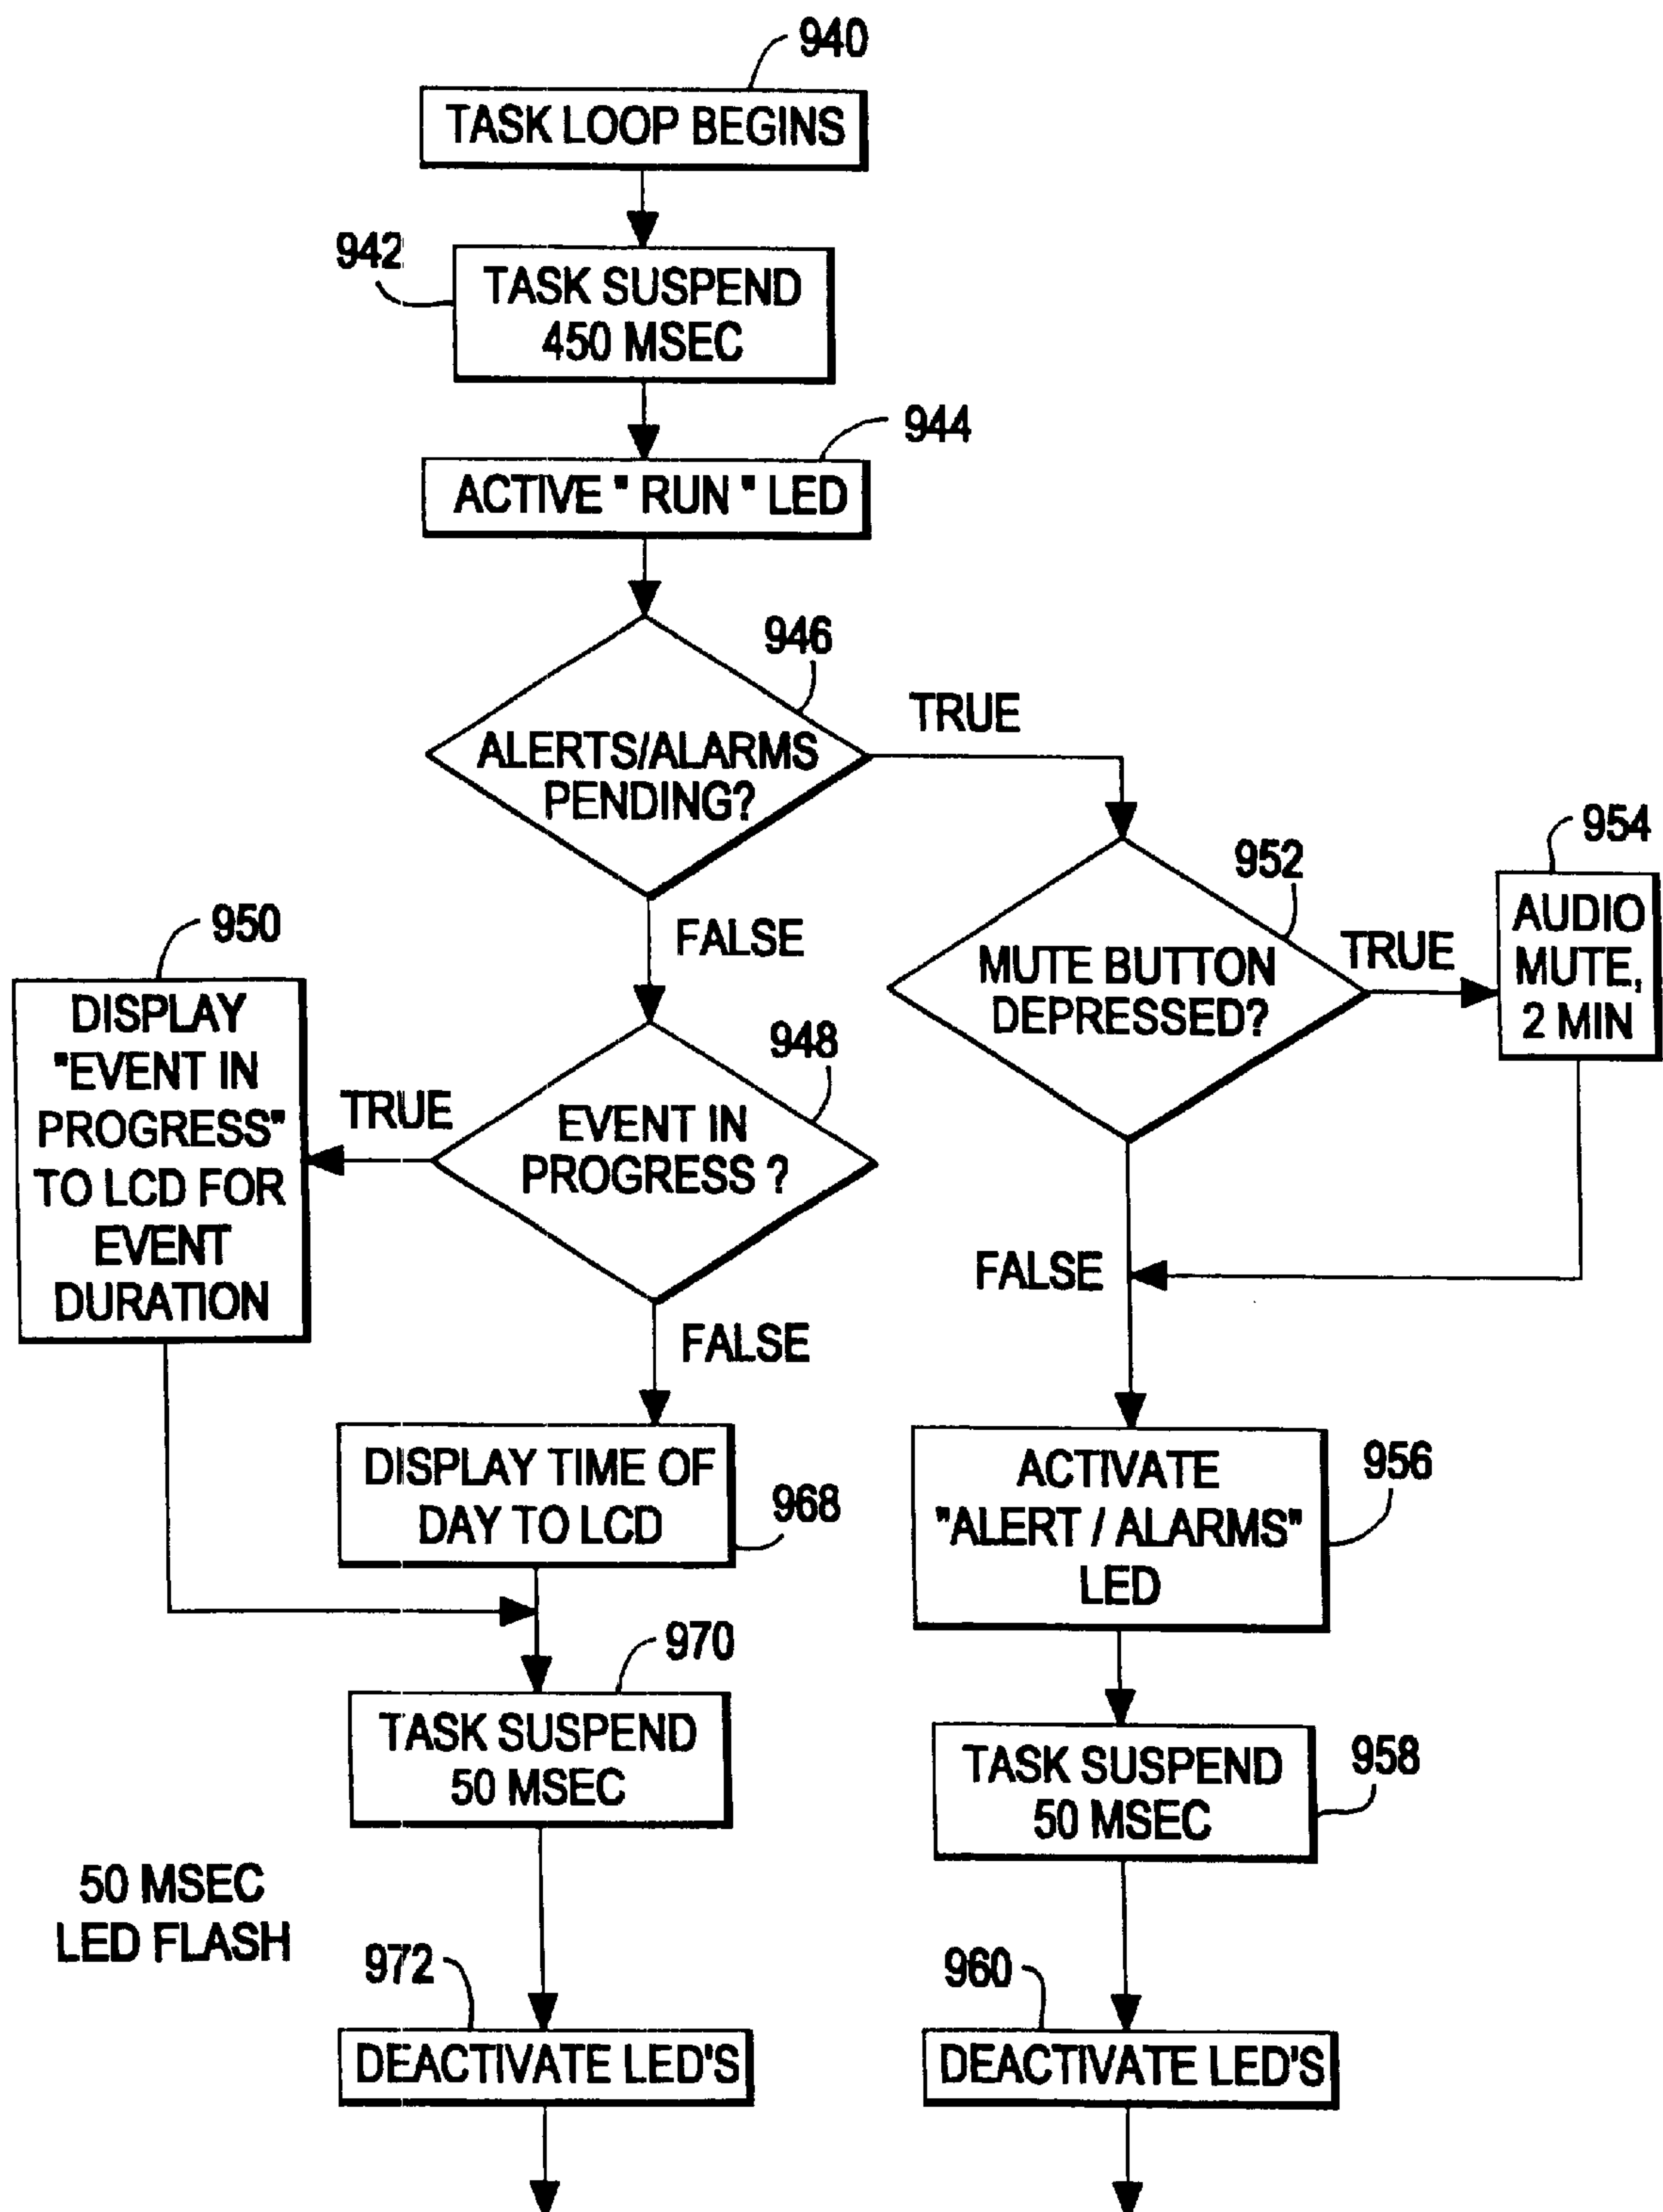 940
TASK LOOP BEGINS
942
TASK SUSPEND
450 MSEC
944
ACTIVE " RUN " LED
946
ALERTS/ALARMS
PENDING?
TRUE
FALSE
952
MUTE BUTTON
DEPRESSED?
TRUE
954
AUDIO
MUTE,
2 MIN
950
DISPLAY
"EVENT IN
PROGRESS"
TO LCD FOR
EVENT
DURATION
TRUE
948
EVENT IN
PROGRESS ?
FALSE
FALSE
DISPLAY TIME OF
DAY TO LCD
968
ACTIVATE
"ALERT / ALARMS"
LED
956
970
TASK SUSPEND
50 MSEC
TASK SUSPEND
50 MSEC
958
50 MSEC
LED FLASH
972
DEACTIVATE LED'S
960
DEACTIVATE LED'S